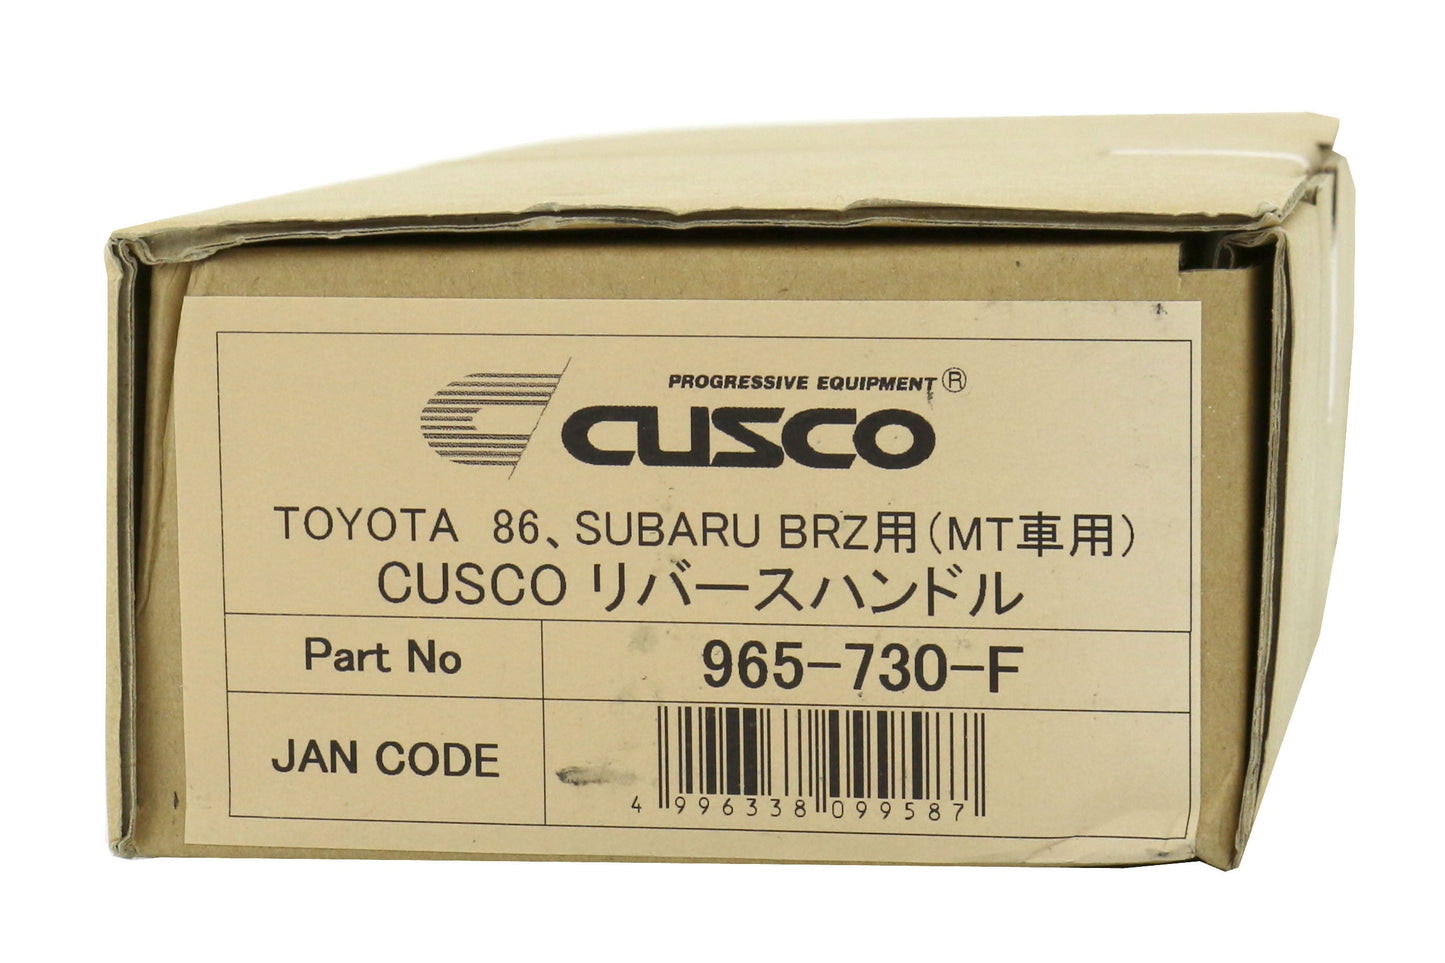 PROGRESSIVE EQUIPMENT ®
CUSCO
TOYOTA 86、SUBARU BRZ用(MT車用)
CUSCO リバースハンドル
Part No 965-730-F
JAN CODE
4 996338 099587